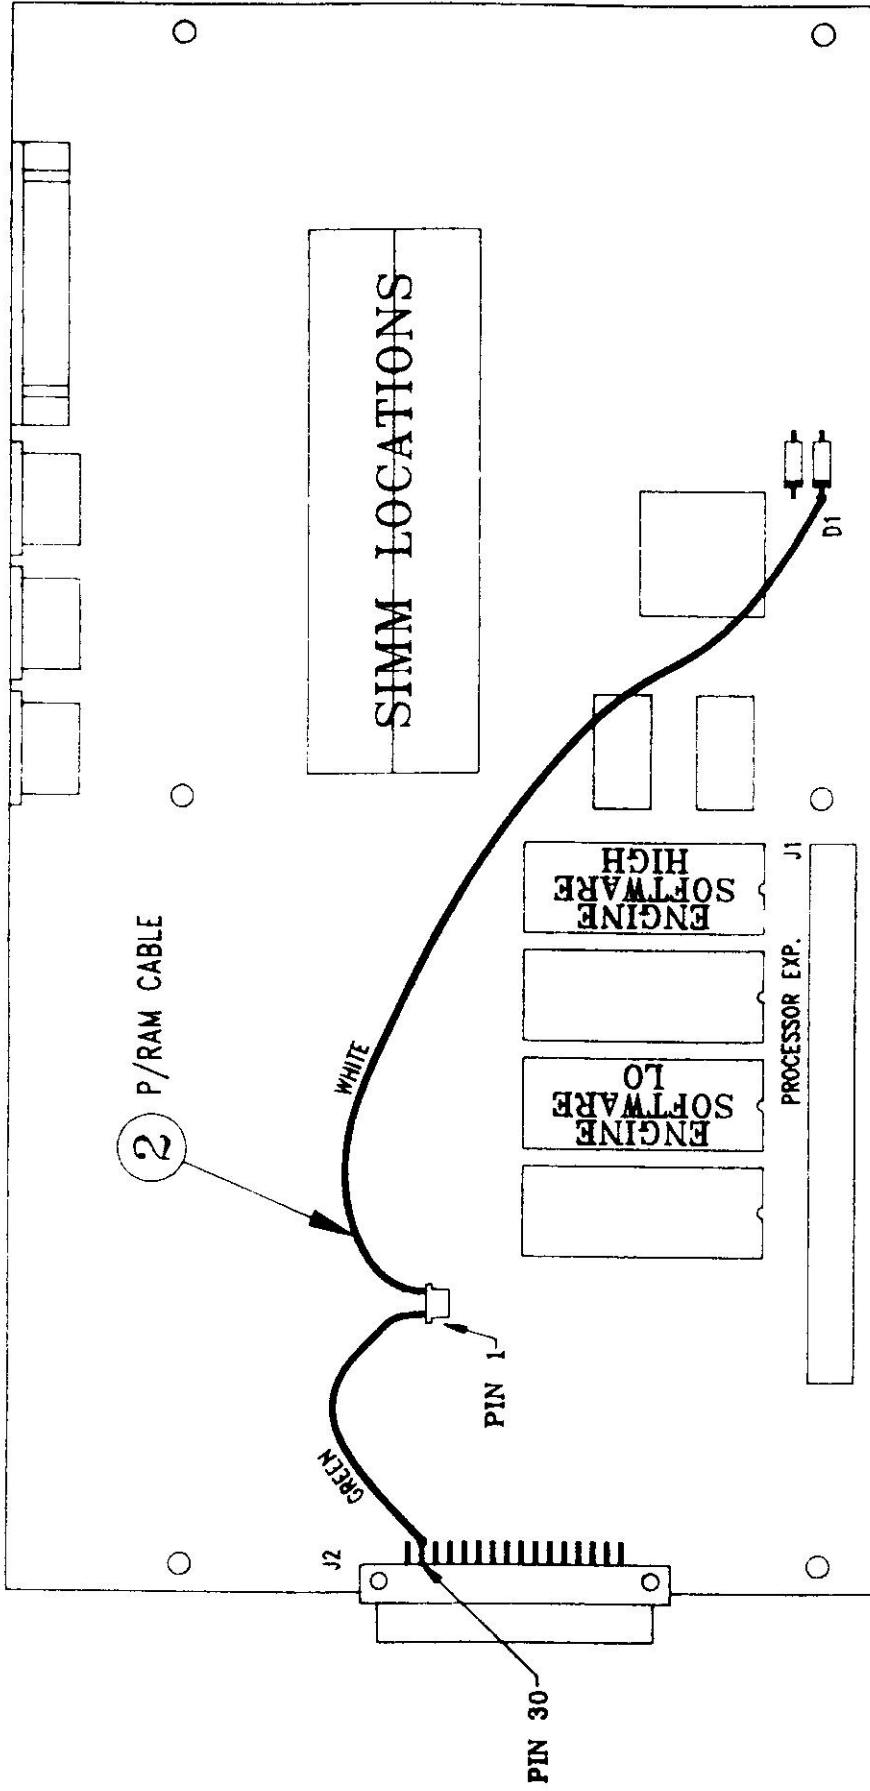 2
P/RAM CABLE
SIMM LOCATIONS
WHITE
GREEN
J2
PIN 1
PIN 30
ENGINE
SOFTWARE
LO
ENGINE
SOFTWARE
HIGH
D1
PROCESSOR EXP.
J1